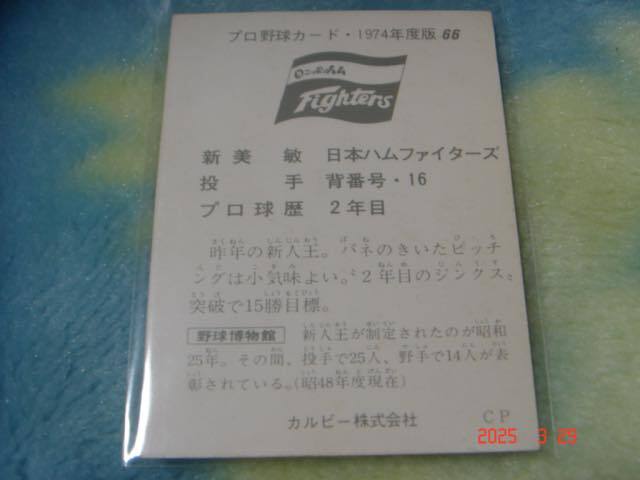 プロ野球カード・1974年度版 66
日本ハム
Fighters
新美 敏 日本ハムファイターズ
投手 背番号・16
プロ球歴 2年目
昨年の新人王。バネのきいたピッチ
ングは小気味よい。〝2年目のジンクス〟
突破で15勝目標。
野球博物館 新人王が制定されたのが昭和
25年。その間、投手で25人、野手で14人が表
彰されている。(昭48年度現在)
カルビー株式会社
CP
2025 3 29